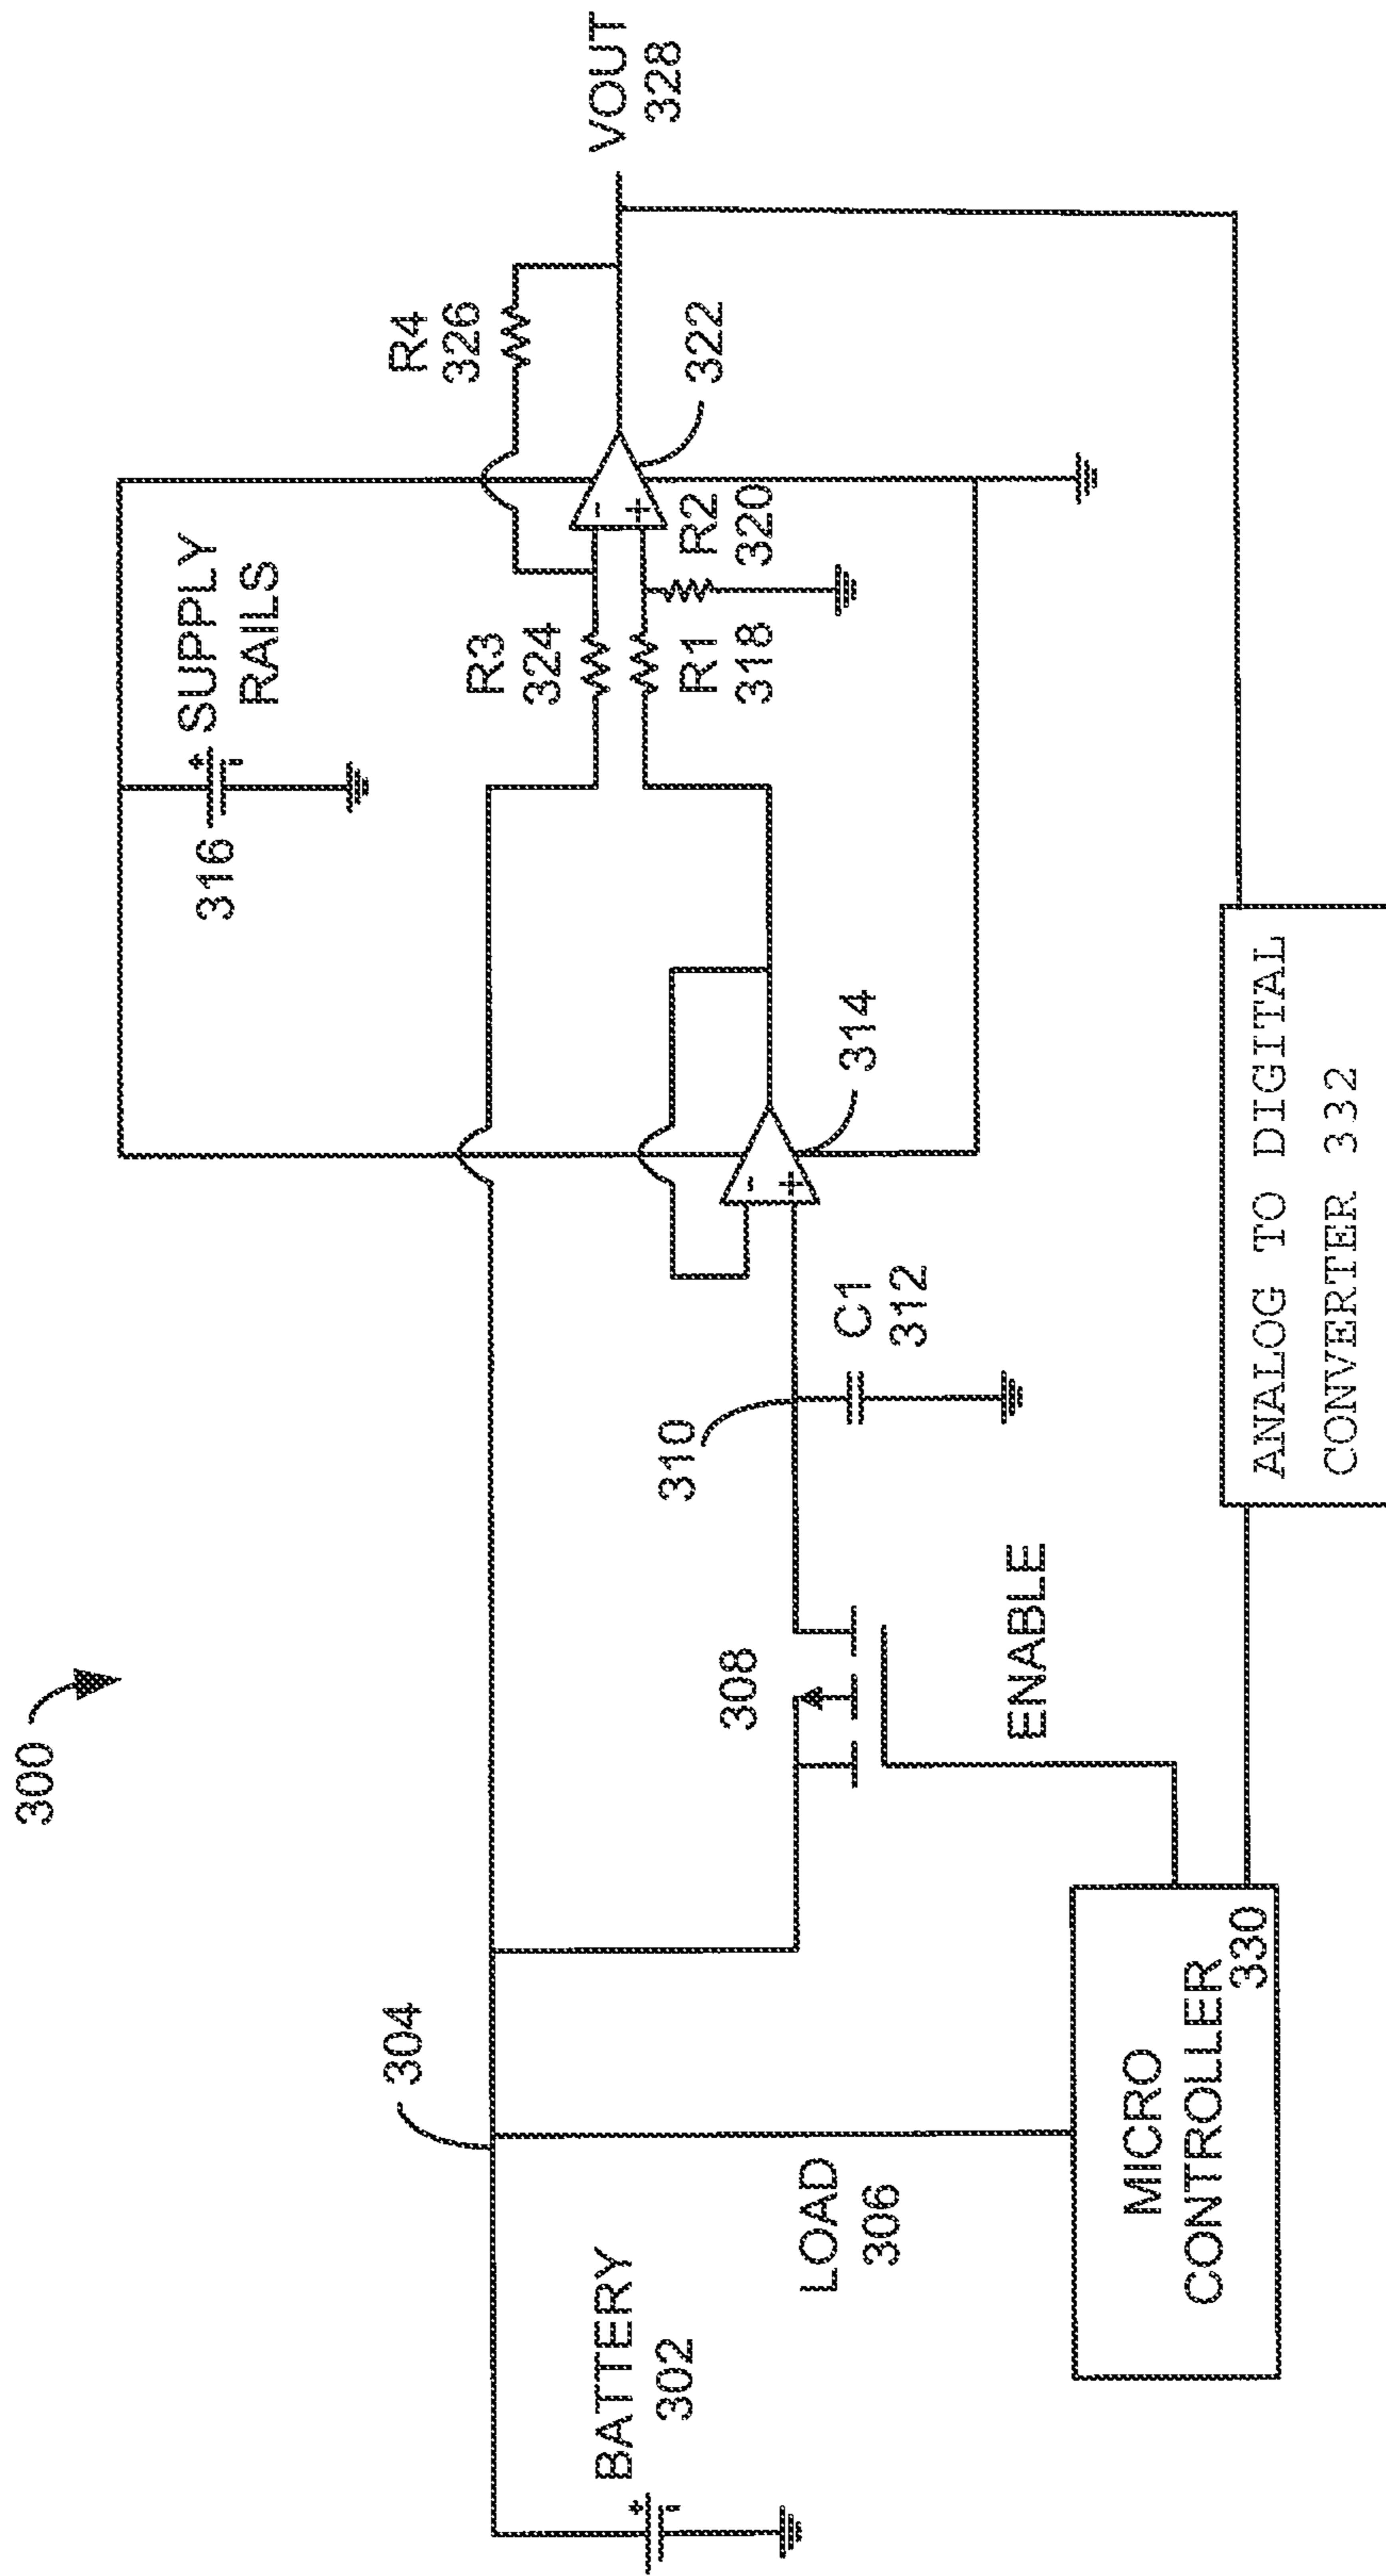 300
BATTERY
302
304
LOAD
306
MICRO
CONTROLLER
330
308
ENABLE
310
C1
312
314
316
+
-
SUPPLY
RAILS
R3
324
R1
318
R2
320
-
+
-
+
+
-
322
R4
326
VOUT
328
ANALOG TO DIGITAL
CONVERTER 332